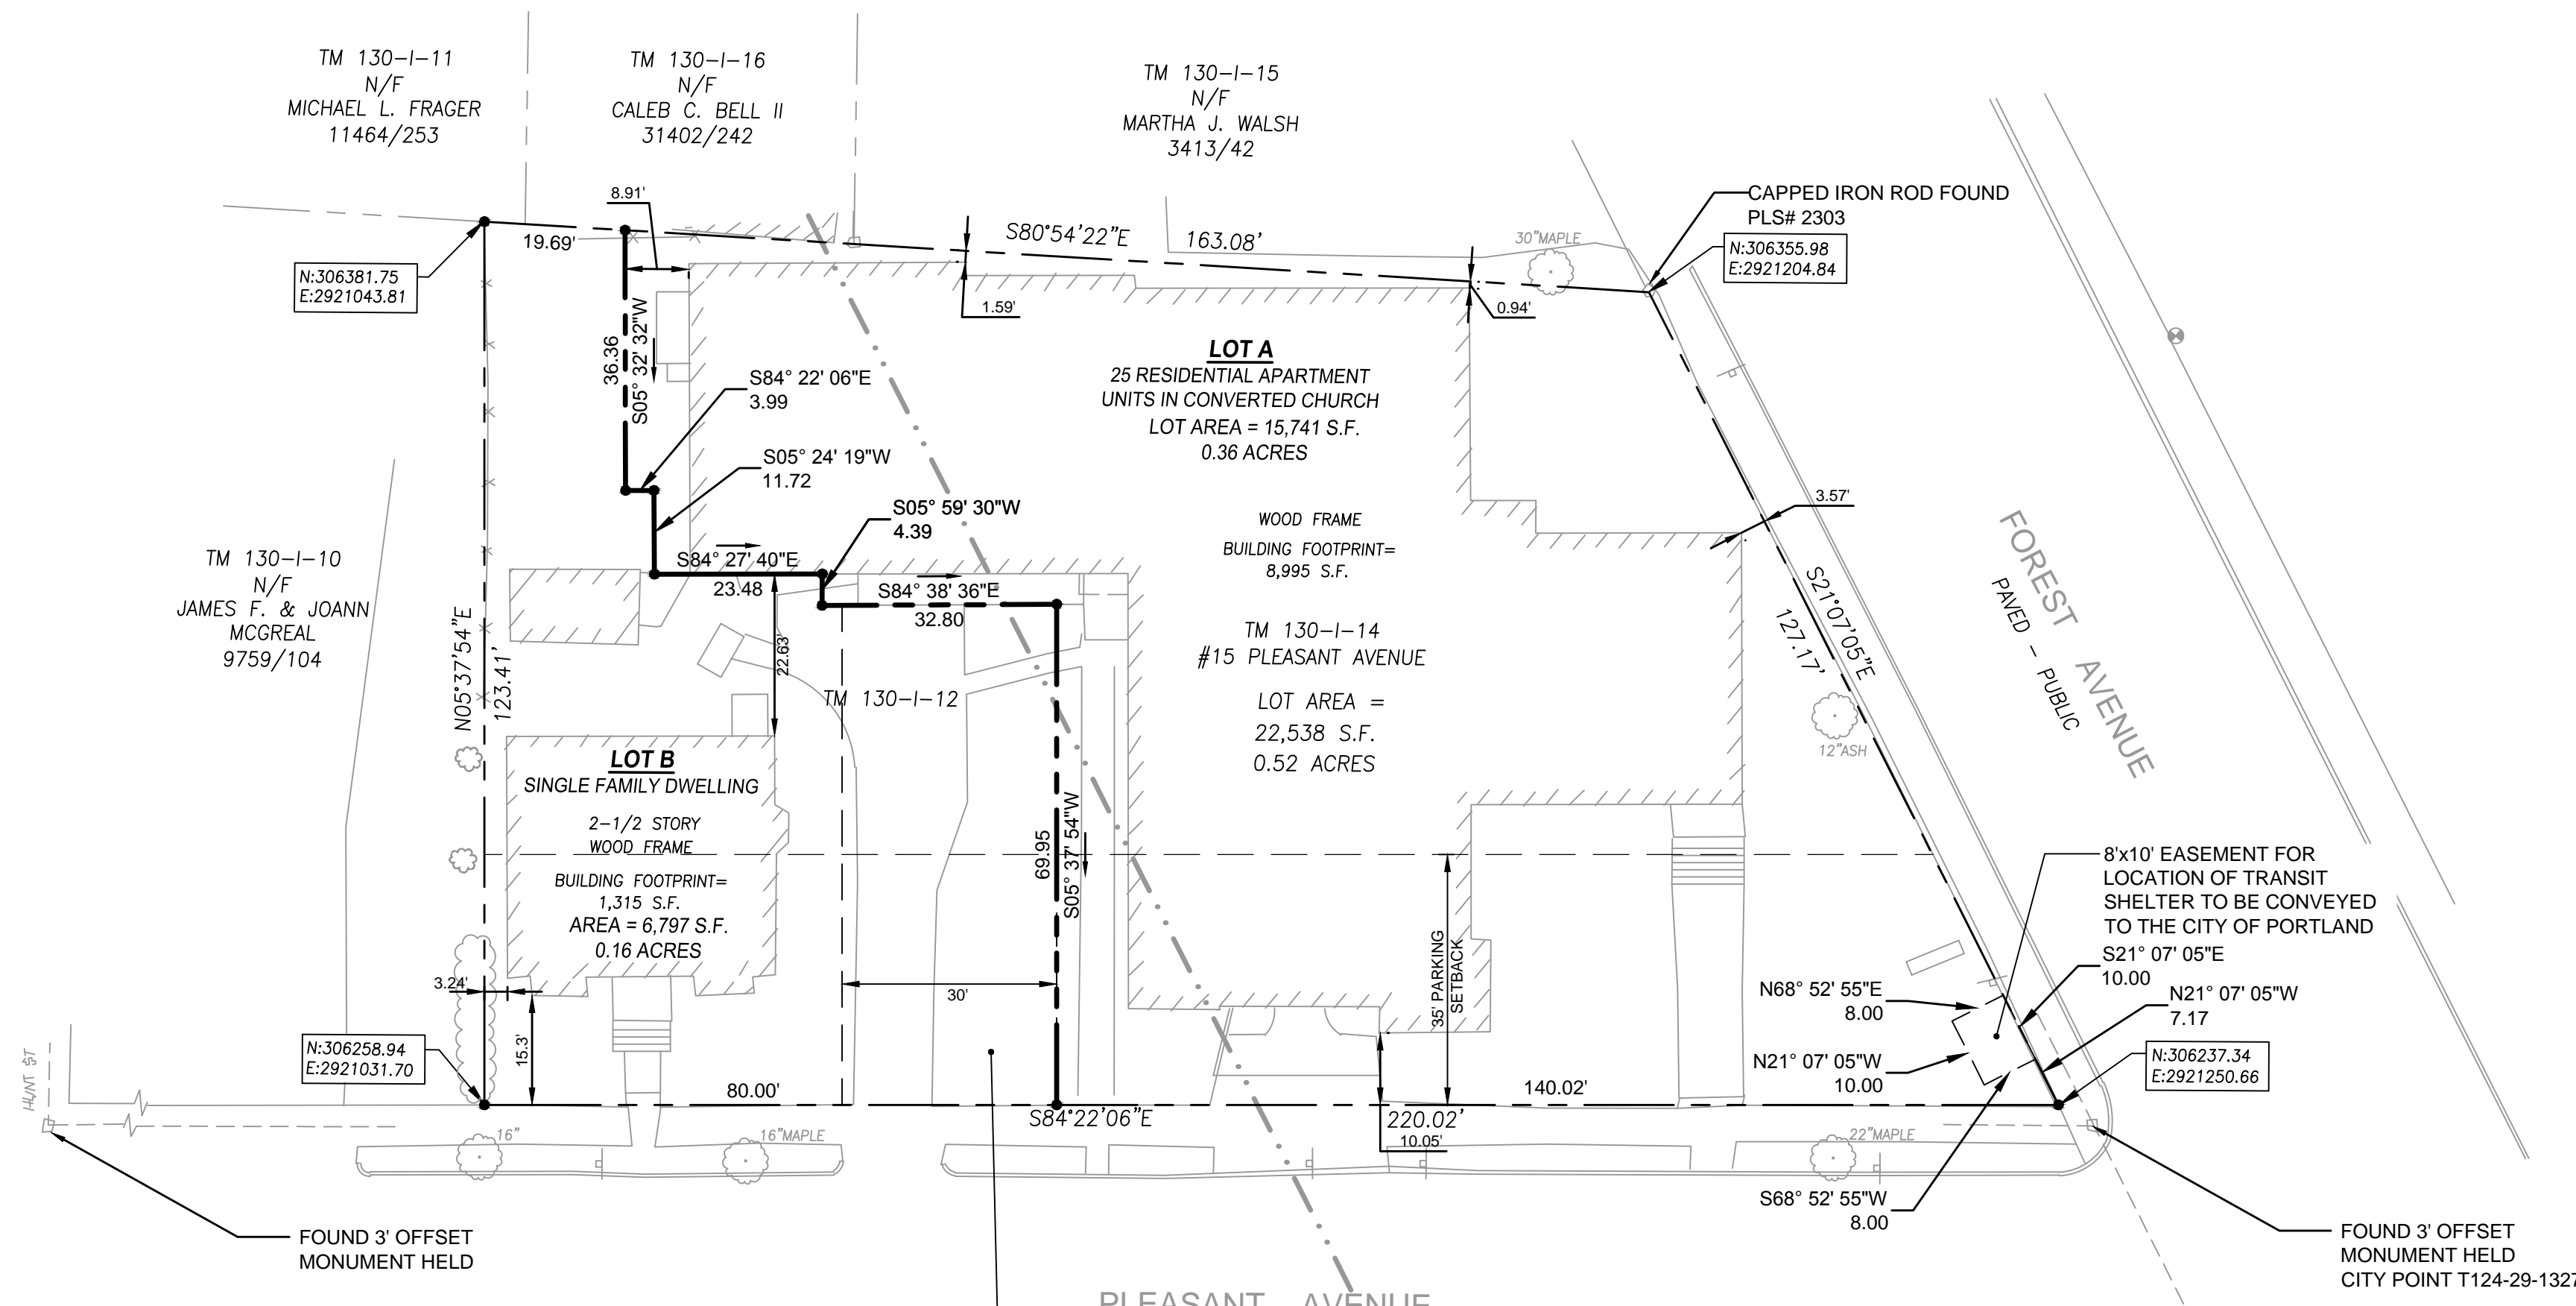 TM 130-I-11
N/F
MICHAEL L. FRAGER
11464/253
TM 130-I-16
N/F
CALEB C. BELL II
31402/242
TM 130-I-15
N/F
MARTHA J. WALSH
3413/42
CAPPED IRON ROD FOUND
PLS# 2303
N:306355.98
E:2921204.84
8.91'
19.69'
S80°54'22"E 163.08'
30"MAPLE
N:306381.75
E:2921043.81
1.59'
0.94'
36.36
S05° 32' 32"W
LOT A
25 RESIDENTIAL APARTMENT
UNITS IN CONVERTED CHURCH
LOT AREA = 15,741 S.F.
0.36 ACRES
S84° 22' 06"E
3.99
S05° 24' 19"W
11.72
S05° 59' 30"W
4.39
3.57'
WOOD FRAME
BUILDING FOOTPRINT=
8,995 S.F.
FOREST AVENUE
PAVED - PUBLIC
TM 130-I-10
N/F
JAMES F. & JOANN
MCGREAL
9759/104
S84° 27' 40"E
23.48
S84° 38' 36"E
32.80
S21°07'05"E
127.17'
N05°37'54"E
123.41'
22.63'
TM 130-I-12
TM 130-I-14
#15 PLEASANT AVENUE
LOT AREA =
22,538 S.F.
0.52 ACRES
12"ASH
LOT B
SINGLE FAMILY DWELLING
2-1/2 STORY
WOOD FRAME
BUILDING FOOTPRINT=
1,315 S.F.
AREA = 6,797 S.F.
0.16 ACRES
69.95
S05° 37' 54"W
8'x10' EASEMENT FOR
LOCATION OF TRANSIT
SHELTER TO BE CONVEYED
TO THE CITY OF PORTLAND
S21° 07' 05"E
10.00
N68° 52' 55"E
8.00
N21° 07' 05"W
7.17
N21° 07' 05"W
10.00
N:306237.34
E:2921250.66
35' PARKING
SETBACK
3.24'
30'
15.3'
N:306258.94
E:2921031.70
HUNT ST
80.00'
140.02'
S84°22'06"E
220.02'
10.05'
16"
16"MAPLE
22"MAPLE
S68° 52' 55"W
8.00
FOUND 3' OFFSET
MONUMENT HELD
FOUND 3' OFFSET
MONUMENT HELD
CITY POINT T124-29-1327
PLEASANT AVENUE